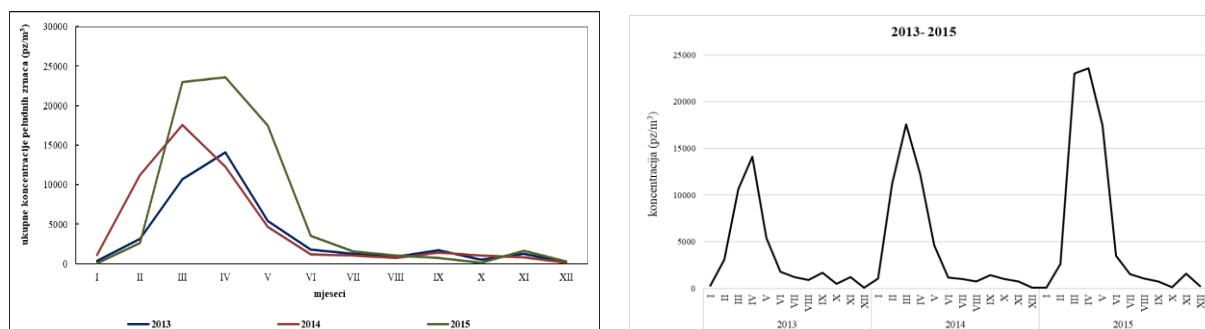 ukupne koncentracije peludnih zrnaca (pz/m³)
30000
25000
20000
15000
10000
5000
0
I II III IV V VI VII VIII IX X XI XII
mjeseci
2013 2014 2015
2013- 2015
koncentracija (pz/m³)
25000
20000
15000
10000
5000
0
I II III IV V VI VII VIII IX X XI XII I II III IV V VI VII VIII IX X XI XII I II III IV V VI VII VIII IX X XI XII
2013 2014 2015